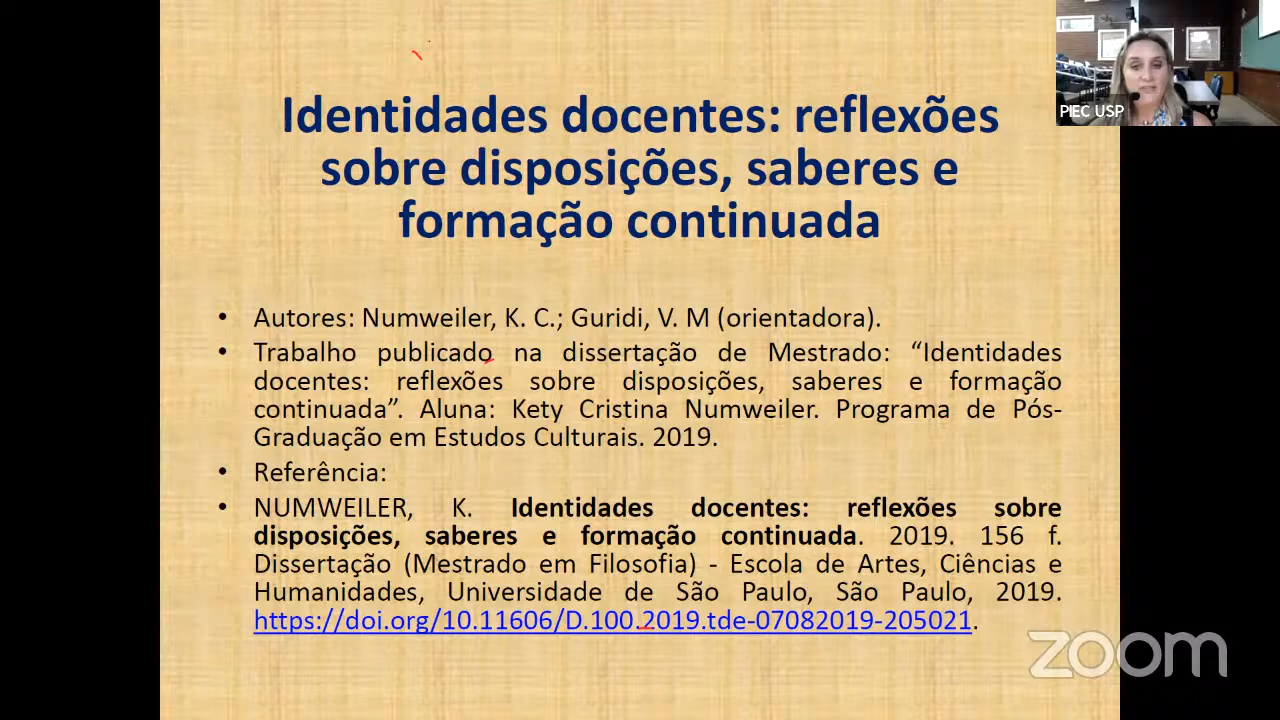 Identidades docentes: reflexões
sobre disposições, saberes e
formação continuada
PIEC USP
• Autores: Numweiler, K. C.; Guridi, V. M (orientadora).
• Trabalho publicado na dissertação de Mestrado: “Identidades
docentes: reflexões sobre disposições, saberes e formação
continuada”. Aluna: Kety Cristina Numweiler. Programa de Pós-
Graduação em Estudos Culturais. 2019.
• Referência:
• NUMWEILER, K. Identidades docentes: reflexões sobre
disposições, saberes e formação continuada. 2019. 156 f.
Dissertação (Mestrado em Filosofia) - Escola de Artes, Ciências e
Humanidades, Universidade de São Paulo, São Paulo, 2019.
https://doi.org/10.11606/D.100.2019.tde-07082019-205021.
zoom